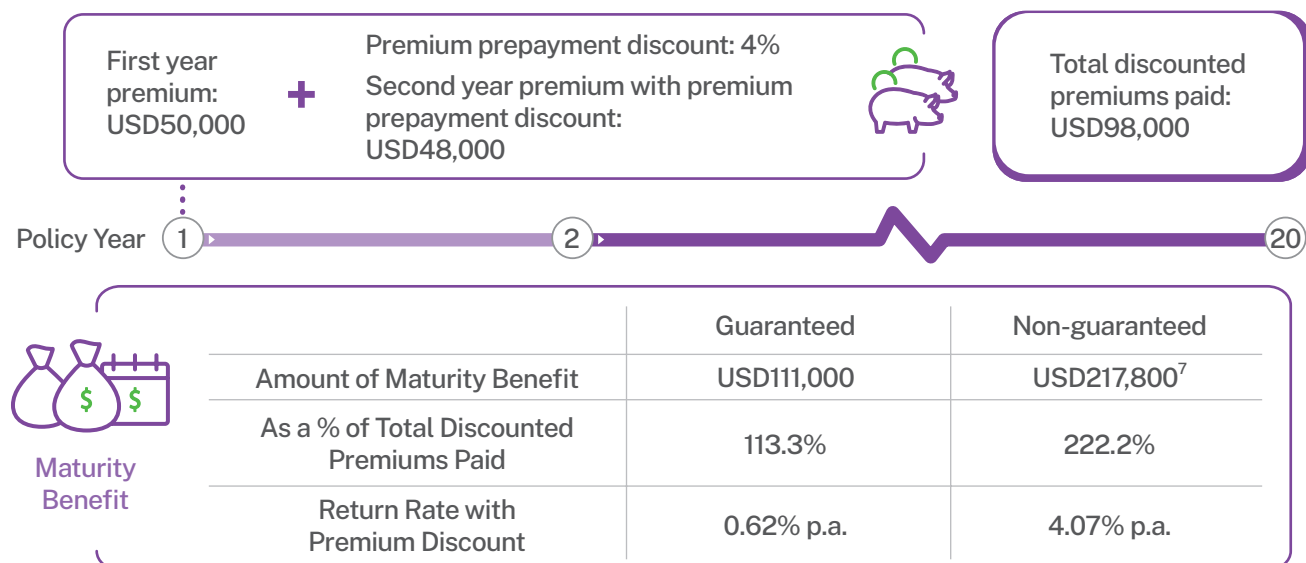 First year
premium:
USD50,000
+
Premium prepayment discount: 4%
Second year premium with premium
prepayment discount:
USD48,000
Total discounted
premiums paid:
USD98,000
Policy Year 1 2 20
Guaranteed Non-guaranteed
Amount of Maturity Benefit USD111,000 USD217,800⁷
As a % of Total Discounted
Premiums Paid 113.3% 222.2%
Return Rate with
Premium Discount 0.62% p.a. 4.07% p.a.
$ $
Maturity
Benefit